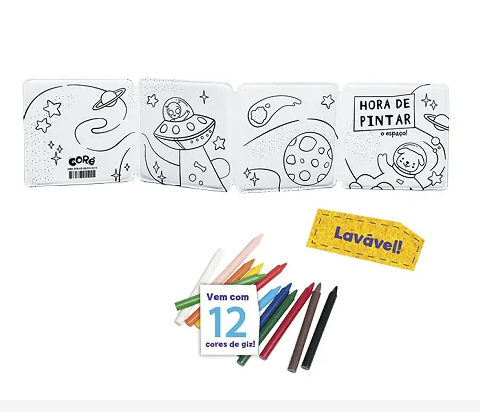 CORé
HORA DE
PINTAR
o espaço!
Lavável!
Vem com
12
cores de giz!